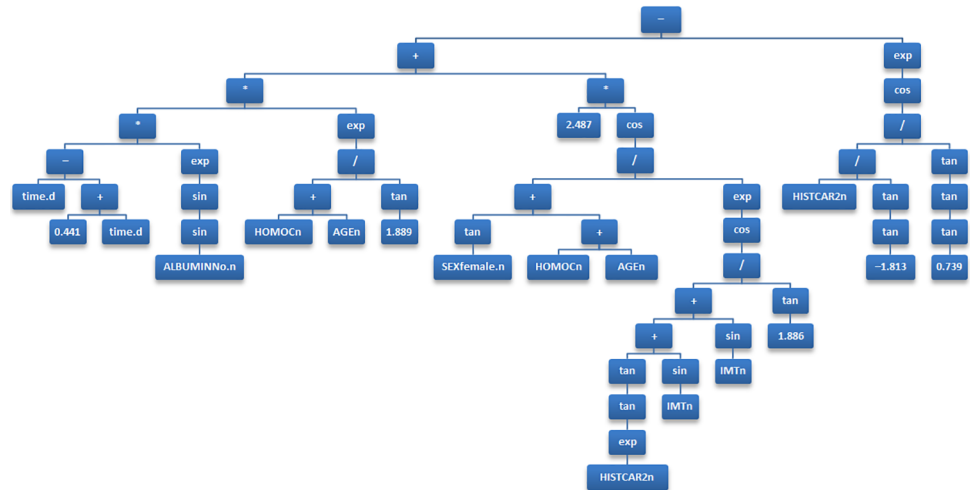 –
+ exp
* * cos
* exp 2.487 cos /
– exp / / / tan
time.d + sin + tan + exp HISTCAR2n tan tan
0.441 time.d sin HOMOCn AGEn 1.889 tan + cos tan tan
ALBUMINNo.n SEXfemale.n HOMOCn AGEn / –1.813 0.739
+ tan
+ sin 1.886
tan sin IMTn
tan IMTn
exp
HISTCAR2n